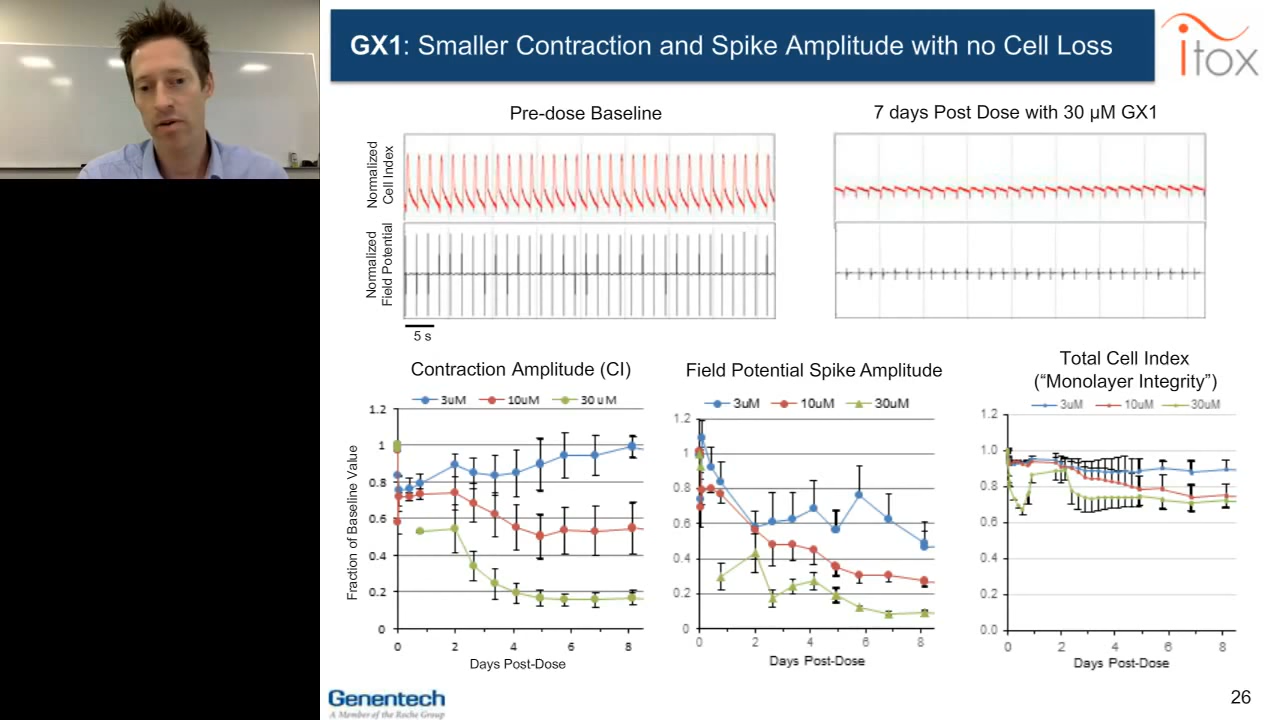 GX1: Smaller Contraction and Spike Amplitude with no Cell Loss
itox
Pre-dose Baseline
7 days Post Dose with 30 µM GX1
Normalized
Cell Index
Normalized
Field Potential
5 s
Contraction Amplitude (CI)
3uM 10uM 30 uM
Fraction of Baseline Value
1.2
1
0.8
0.6
0.4
0.2
0
0 2 4 6 8
Days Post-Dose
Field Potential Spike Amplitude
3uM 10uM 30uM
1.2
1
0.8
0.6
0.4
0.2
0
0 2 4 6 8
Days Post-Dose
Total Cell Index
(“Monolayer Integrity”)
3uM 10uM 30uM
1.2
1.0
0.8
0.6
0.4
0.2
0.0
0 2 4 6 8
Days Post-Dose
Genentech
A Member of the Roche Group
26